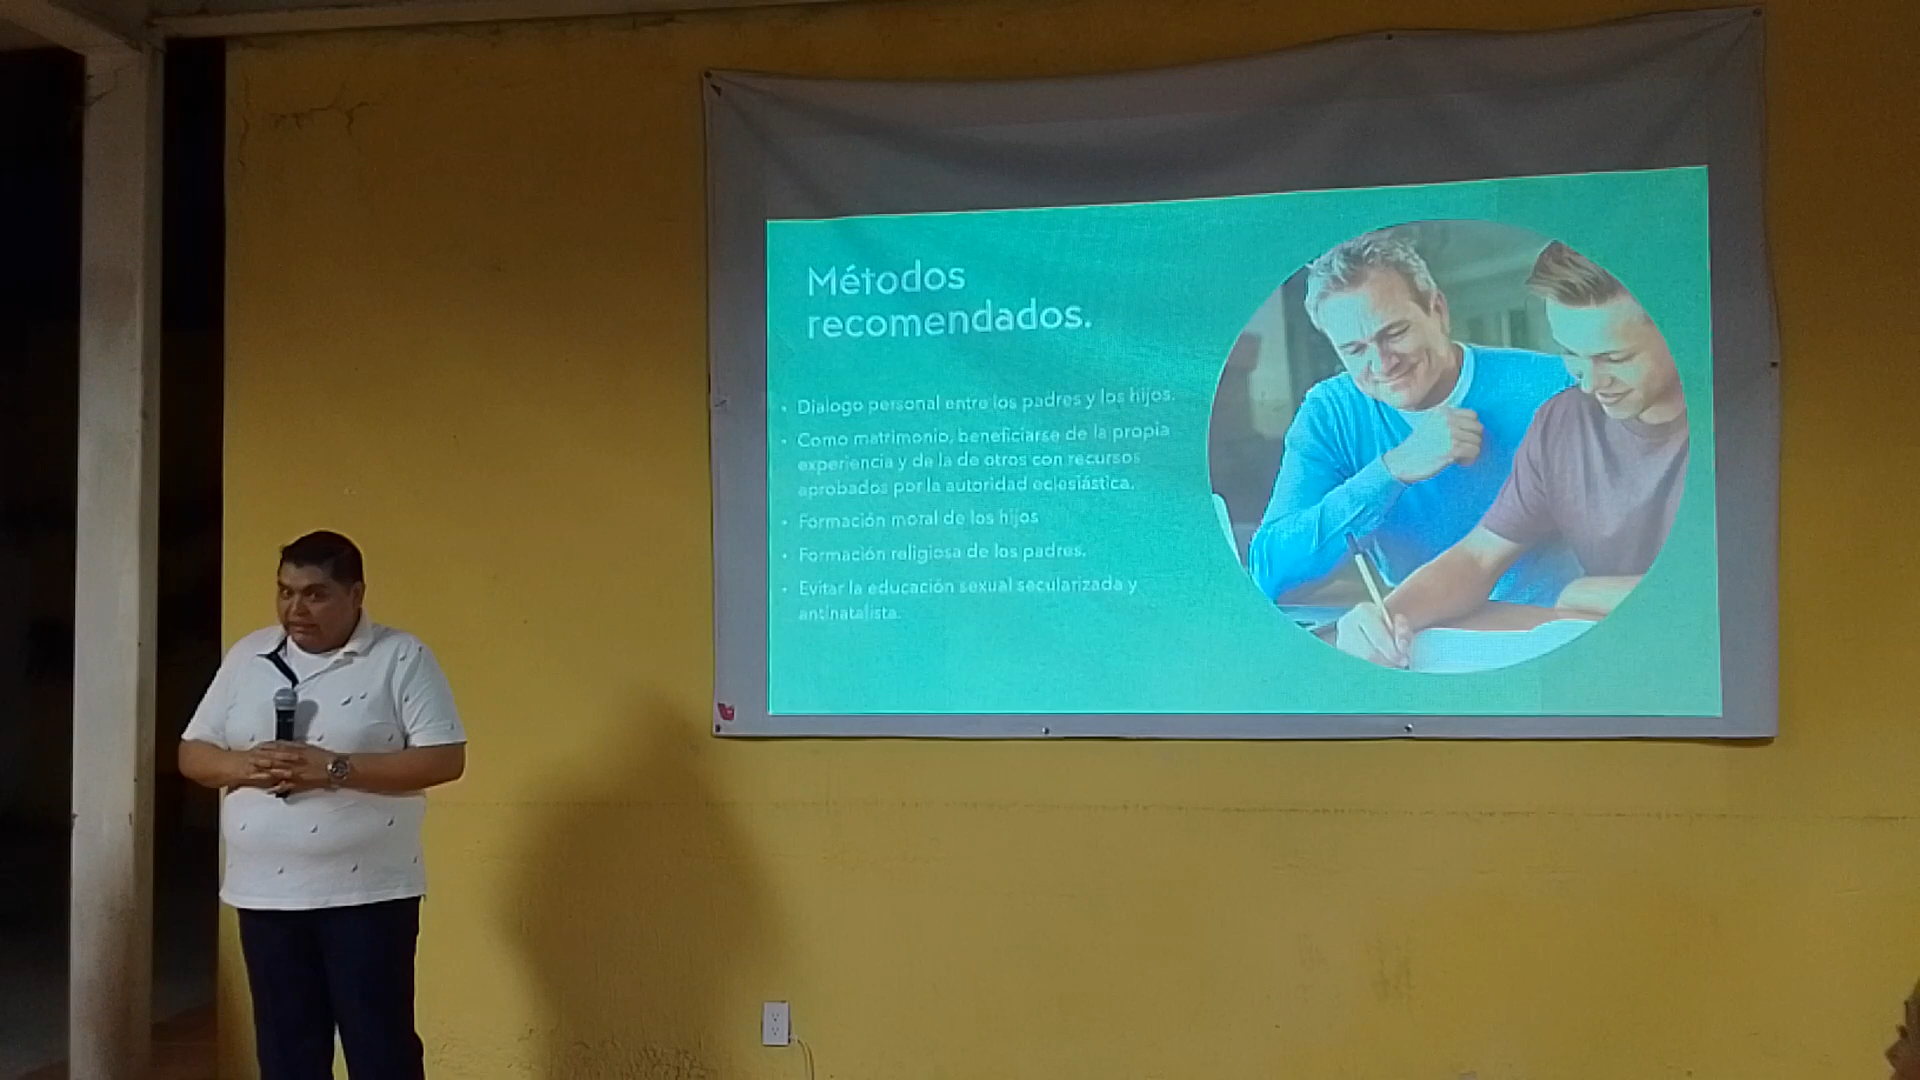 Métodos
recomendados.
• Dialogo personal entre los padres y los hijos.
• Como matrimonio, beneficiarse de la propia
experiencia y de la de otros con recursos
aprobados por la autoridad eclesiástica.
• Formación moral de los hijos
• Formación religiosa de los padres.
• Evitar la educación sexual secularizada y
antinatalista.